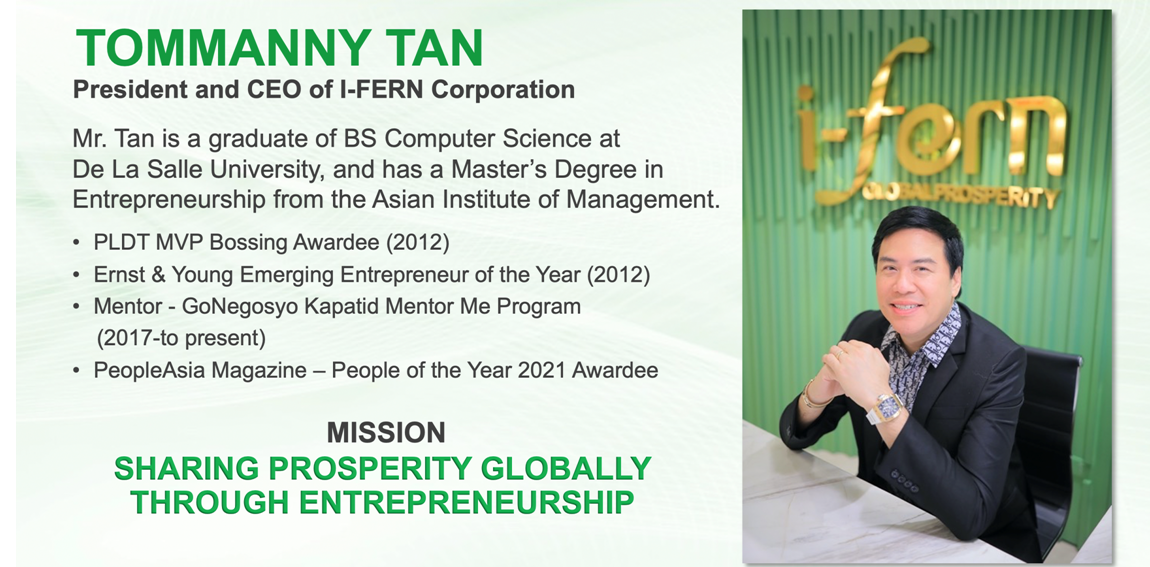 TOMMANNY TAN
President and CEO of I-FERN Corporation
Mr. Tan is a graduate of BS Computer Science at
De La Salle University, and has a Master’s Degree in
Entrepreneurship from the Asian Institute of Management.
• PLDT MVP Bossing Awardee (2012)
• Ernst & Young Emerging Entrepreneur of the Year (2012)
• Mentor - GoNegosyo Kapatid Mentor Me Program
(2017-to present)
• PeopleAsia Magazine – People of the Year 2021 Awardee
MISSION
SHARING PROSPERITY GLOBALLY
THROUGH ENTREPRENEURSHIP
i-fern
GLOBALPROSPERITY